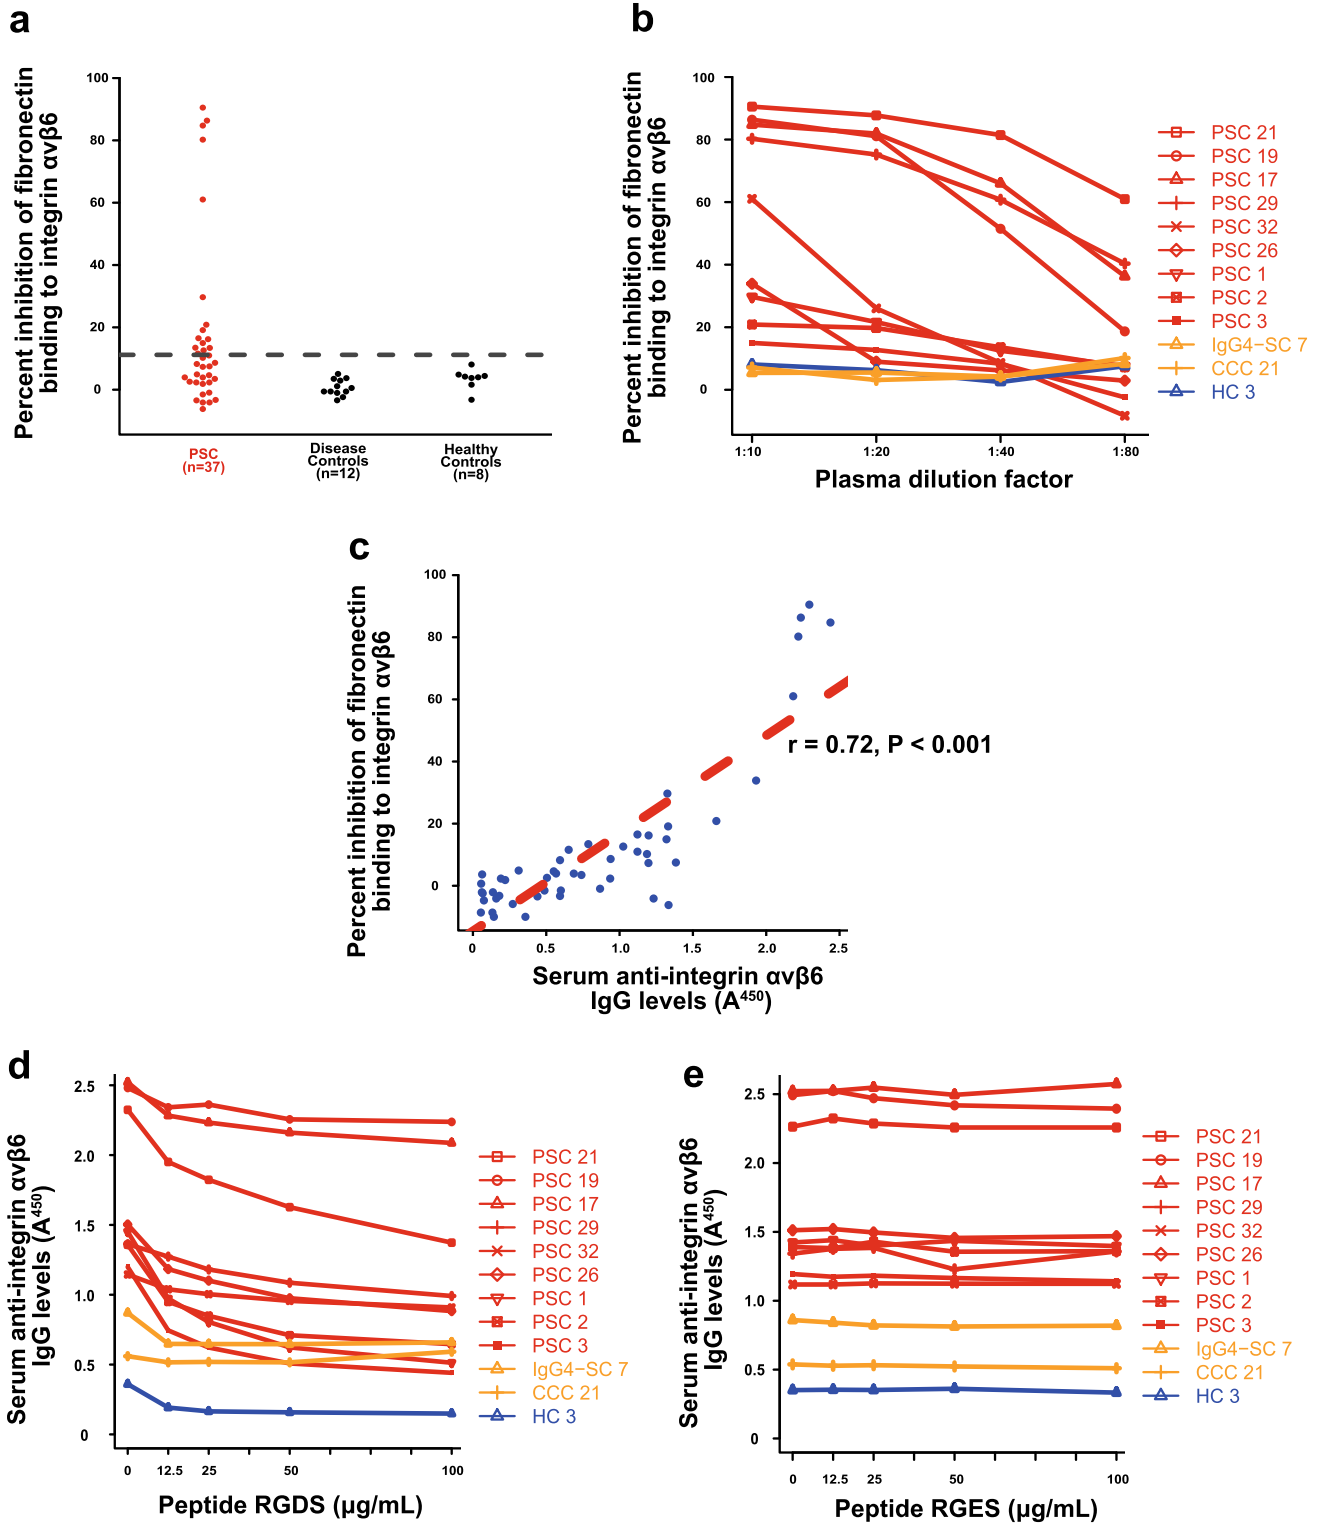 a
Percent inhibition of fibronectin
binding to integrin αvβ6
100
80
60
40
20
0
PSC
(n=37)
Disease
Controls
(n=12)
Healthy
Controls
(n=8)
b
Percent inhibition of fibronectin
binding to integrin αvβ6
100
80
60
40
20
0
1:10 1:20 1:40 1:80
Plasma dilution factor
PSC 21
PSC 19
PSC 17
PSC 29
PSC 32
PSC 26
PSC 1
PSC 2
PSC 3
IgG4−SC 7
CCC 21
HC 3
c
Percent inhibition of fibronectin
binding to integrin αvβ6
100
80
60
40
20
0
r = 0.72, P < 0.001
0 0.5 1.0 1.5 2.0 2.5
Serum anti-integrin αvβ6
IgG levels (A⁴⁵⁰)
d
Serum anti-integrin αvβ6
IgG levels (A⁴⁵⁰)
2.5
2.0
1.5
1.0
0.5
0
0 12.5 25 50 100
Peptide RGDS (μg/mL)
PSC 21
PSC 19
PSC 17
PSC 29
PSC 32
PSC 26
PSC 1
PSC 2
PSC 3
IgG4−SC 7
CCC 21
HC 3
e
Serum anti-integrin αvβ6
IgG levels (A⁴⁵⁰)
2.5
2.0
1.5
1.0
0.5
0
0 12.5 25 50 100
Peptide RGES (μg/mL)
PSC 21
PSC 19
PSC 17
PSC 29
PSC 32
PSC 26
PSC 1
PSC 2
PSC 3
IgG4−SC 7
CCC 21
HC 3